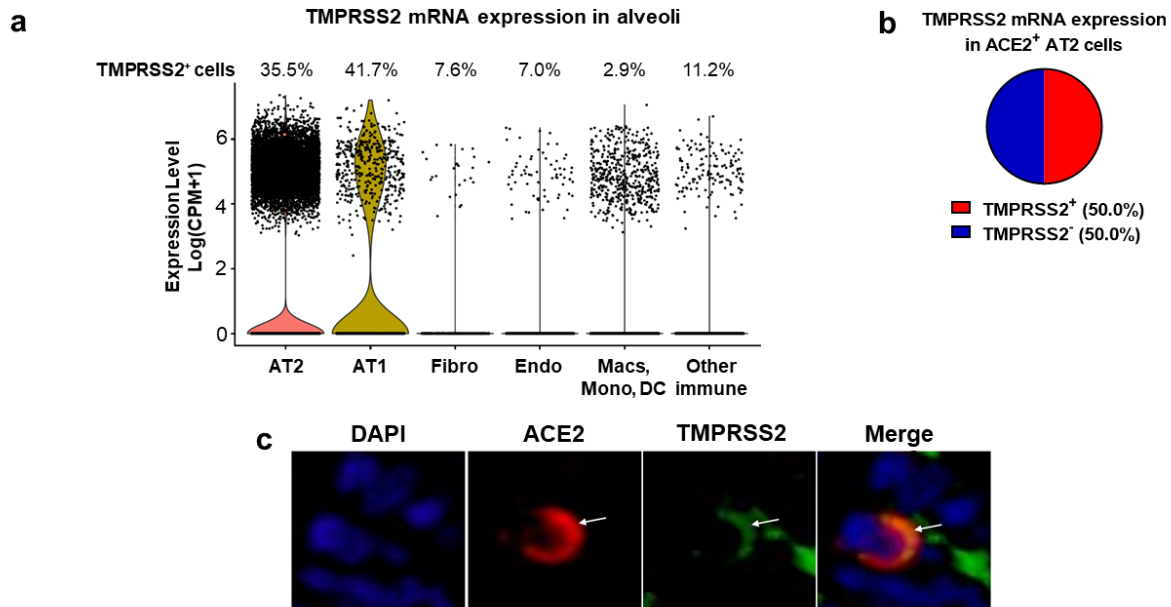 a
TMPRSS2 mRNA expression in alveoli
TMPRSS2⁺ cells 35.5% 41.7% 7.6% 7.0% 2.9% 11.2%
Expression Level
Log(CPM+1)
6
4
2
0
AT2 AT1 Fibro Endo Macs, Mono, DC Other immune
b
TMPRSS2 mRNA expression
in ACE2⁺ AT2 cells
TMPRSS2⁺ (50.0%)
TMPRSS2⁻ (50.0%)
c
DAPI ACE2 TMPRSS2 Merge